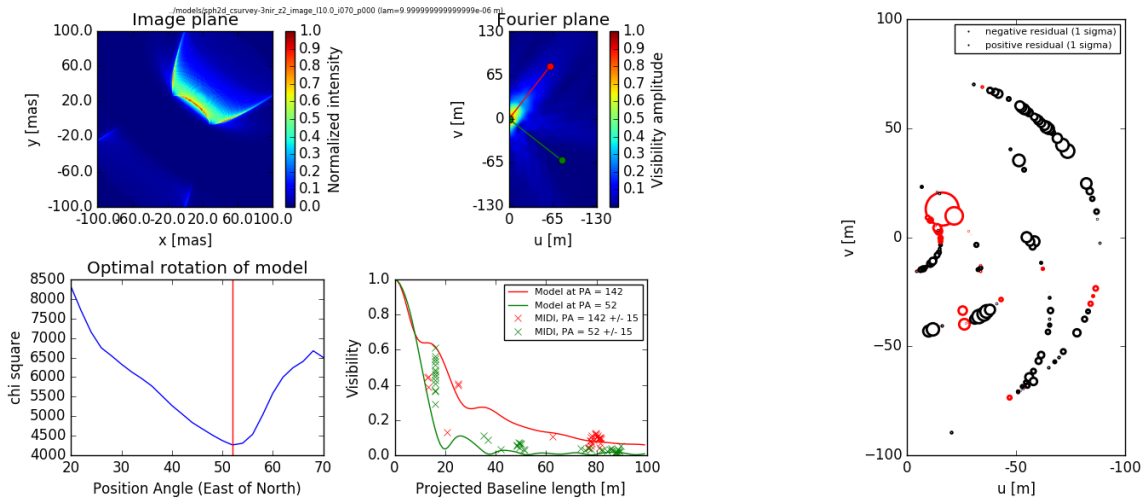 ../models/sph2d_csurvey-3nir_z2_image_l10.0_i070_p000 (lam=9.999999999999999e-06 m)
Image plane
Fourier plane
100.0
60.0
20.0
-20.0
-60.0
-100.0
y [mas]
-100.0-60.0-20.0 20.0 60.0100.0
x [mas]
1.0
0.9
0.8
0.7
0.6
0.5
0.4
0.3
0.2
0.1
0.0
Normalized intensity
130
65
0
-65
-130
v [m]
0 -65 -130
u [m]
1.0
0.9
0.8
0.7
0.6
0.5
0.4
0.3
0.2
0.1
Visibility amplitude
Optimal rotation of model
8500
8000
7500
7000
6500
6000
5500
5000
4500
4000
chi square
20 30 40 50 60 70
Position Angle (East of North)
1.0
0.8
0.6
0.4
0.2
0.0
Visibility
Model at PA = 142
Model at PA = 52
MIDI, PA = 142 +/- 15
MIDI, PA = 52 +/- 15
0 20 40 60 80 100
Projected Baseline length [m]
negative residual (1 sigma)
positive residual (1 sigma)
100
50
0
-50
-100
v [m]
0 -50 -100
u [m]